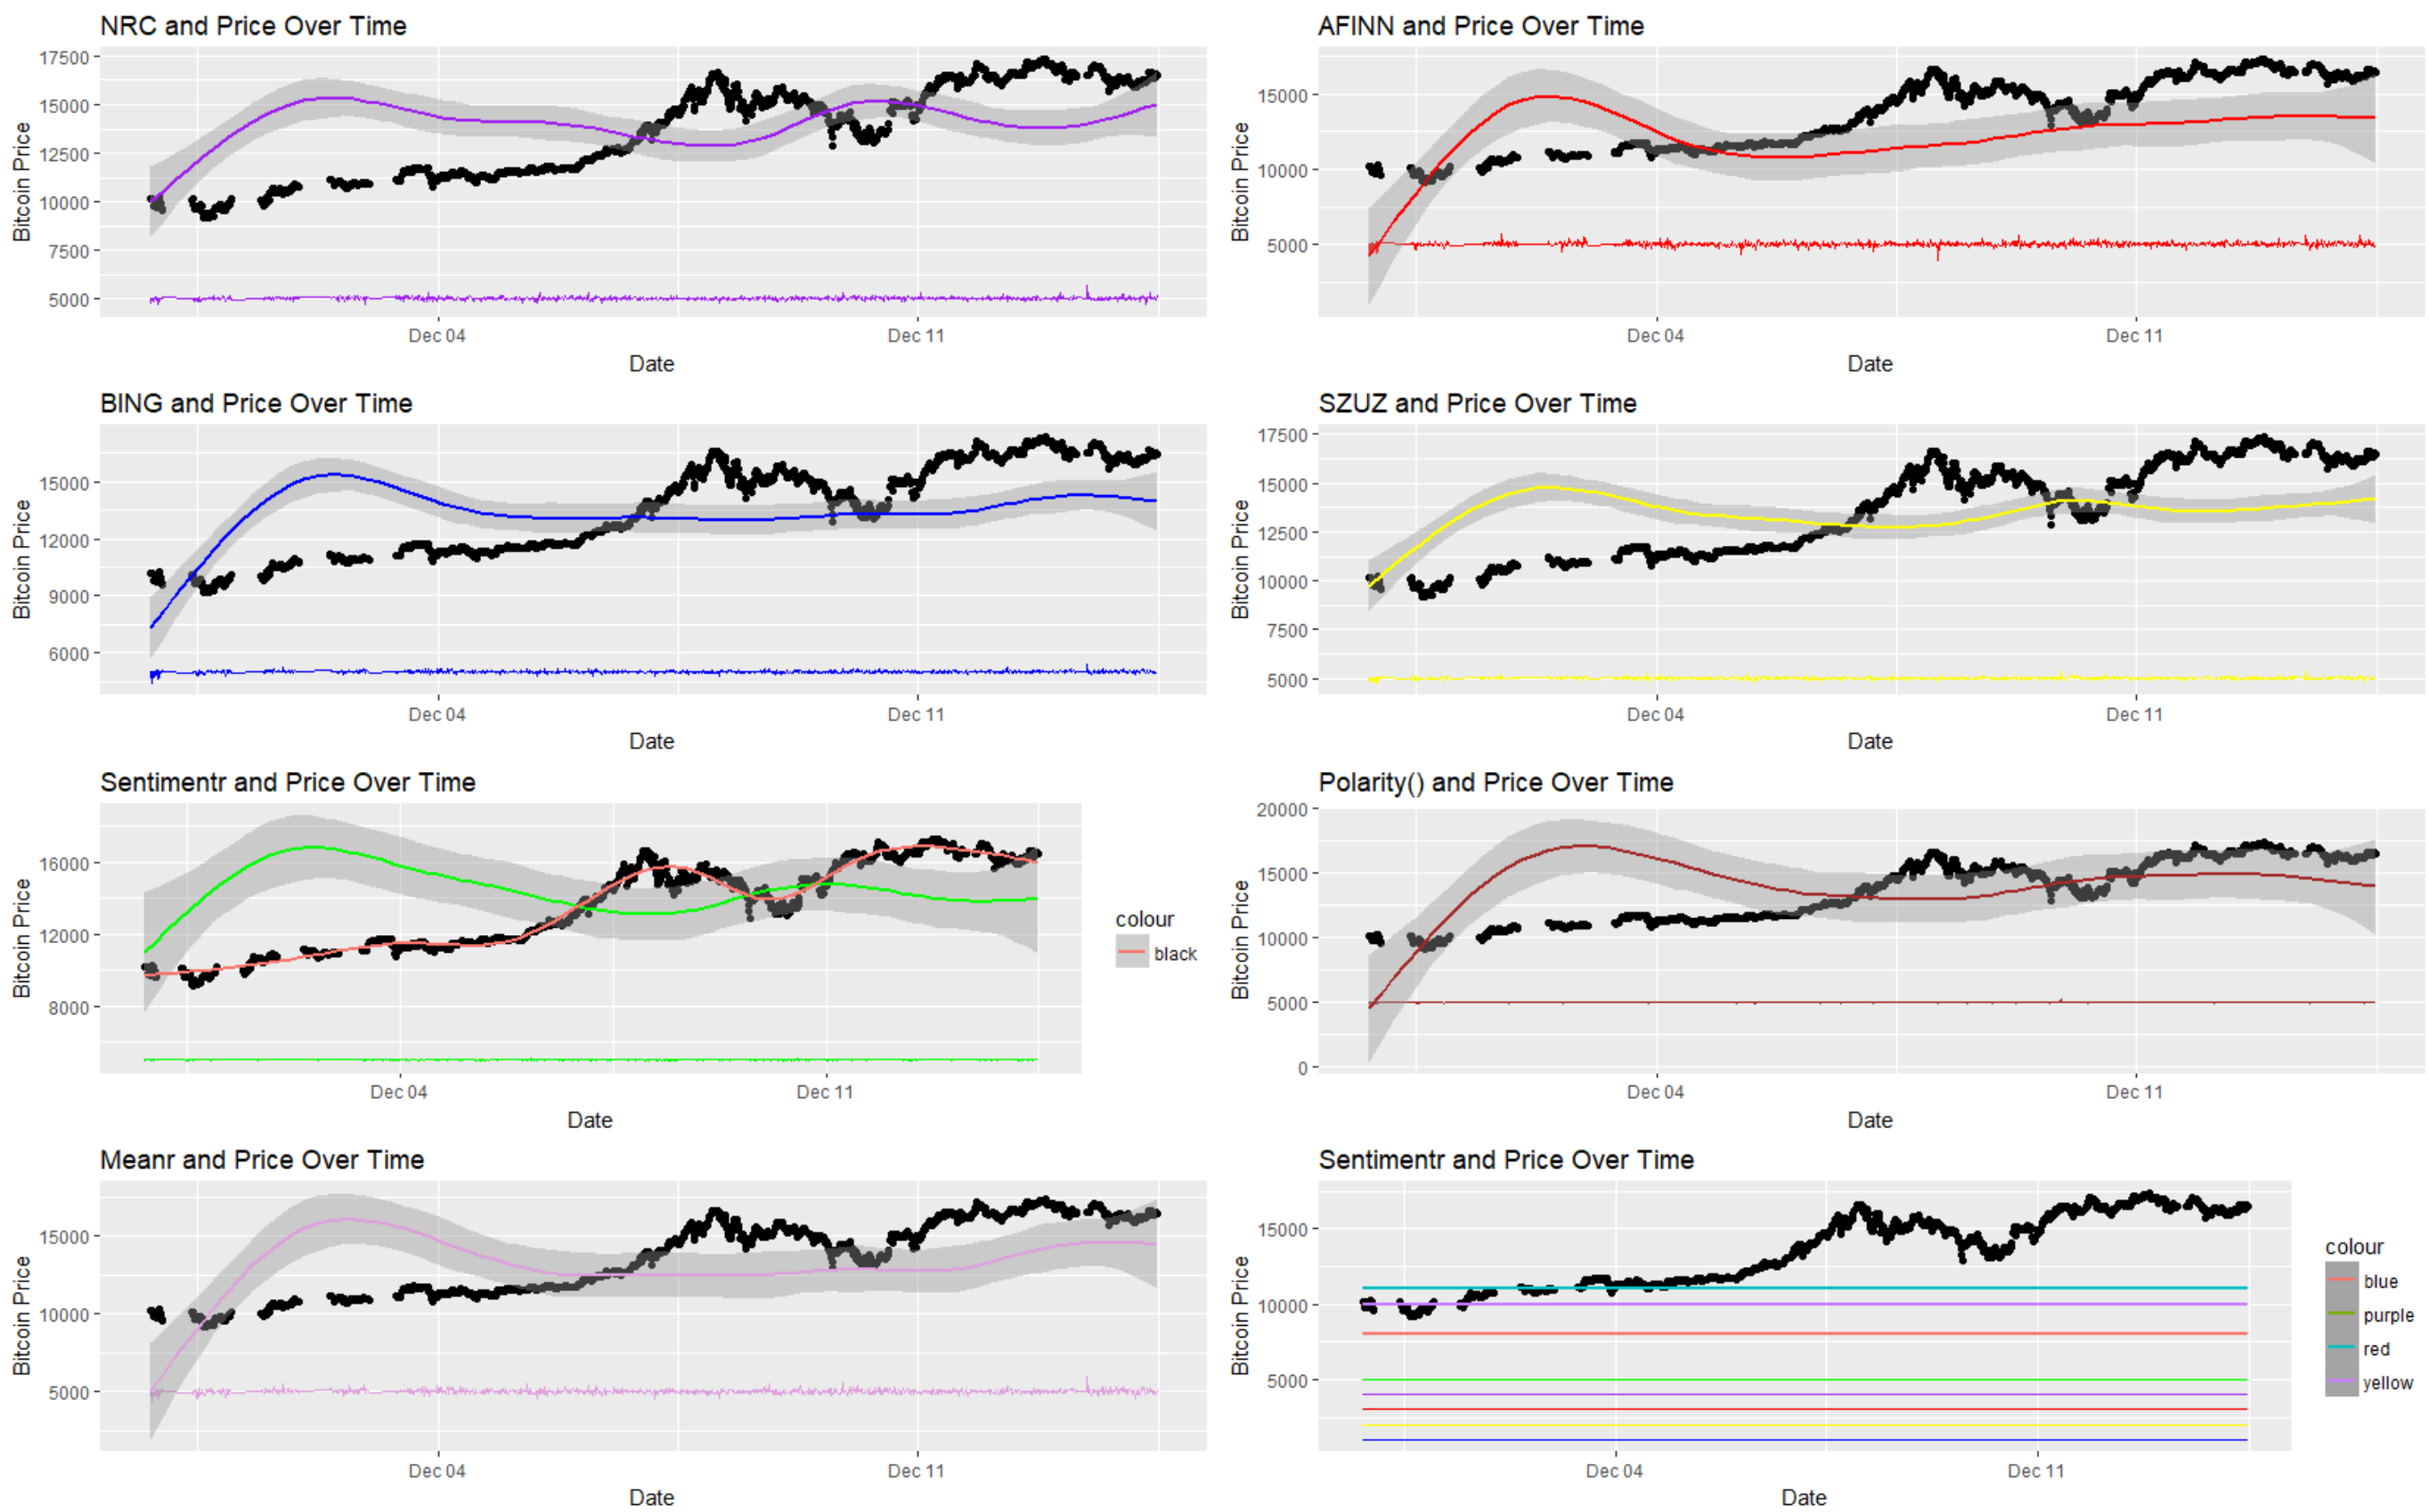 NRC and Price Over Time
17500
15000
12500
10000
7500
5000
Bitcoin Price
Dec 04
Dec 11
Date
AFINN and Price Over Time
15000
10000
5000
Bitcoin Price
Dec 04
Dec 11
Date
BING and Price Over Time
15000
12000
9000
6000
Bitcoin Price
Dec 04
Dec 11
Date
SZUZ and Price Over Time
17500
15000
12500
10000
7500
5000
Bitcoin Price
Dec 04
Dec 11
Date
Sentimentr and Price Over Time
16000
12000
8000
Bitcoin Price
Dec 04
Dec 11
Date
colour
black
Polarity() and Price Over Time
20000
15000
10000
5000
0
Bitcoin Price
Dec 04
Dec 11
Date
Meanr and Price Over Time
15000
10000
5000
Bitcoin Price
Dec 04
Dec 11
Date
Sentimentr and Price Over Time
15000
10000
5000
Bitcoin Price
Dec 04
Dec 11
Date
colour
blue
purple
red
yellow